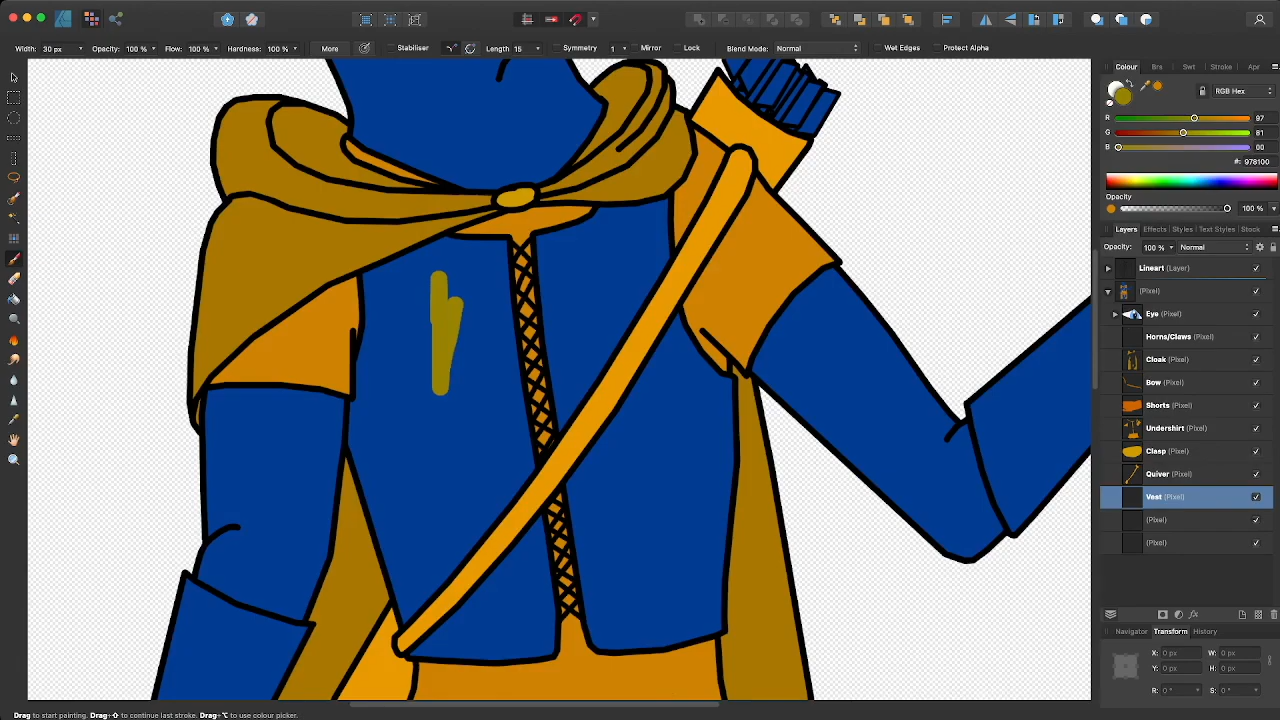 Width: 30 px Opacity: 100 % Flow: 100 % Hardness: 100 % More Stabiliser Length 15 Symmetry 1 Mirror Lock Blend Mode: Normal Wet Edges Protect Alpha
Colour Brs Swt Stroke Apr
RGB Hex
R 97
G 81
B 00
#: 978100
Opacity
100 %
Layers Effects Styles Text Styles Stock
Opacity: 100 % Normal
Lineart (Layer)
(Pixel)
Eye (Pixel)
Horns/Claws (Pixel)
Cloak (Pixel)
Bow (Pixel)
Shorts (Pixel)
Undershirt (Pixel)
Clasp (Pixel)
Quiver (Pixel)
Vest (Pixel)
(Pixel)
(Pixel)
Navigator Transform History
X: 0 px W: 0 px
Y: 0 px H: 0 px
R: 0 ° S: 0 °
Drag to start painting. Drag+⇧ to continue last stroke. Drag+⌥ to use colour picker.